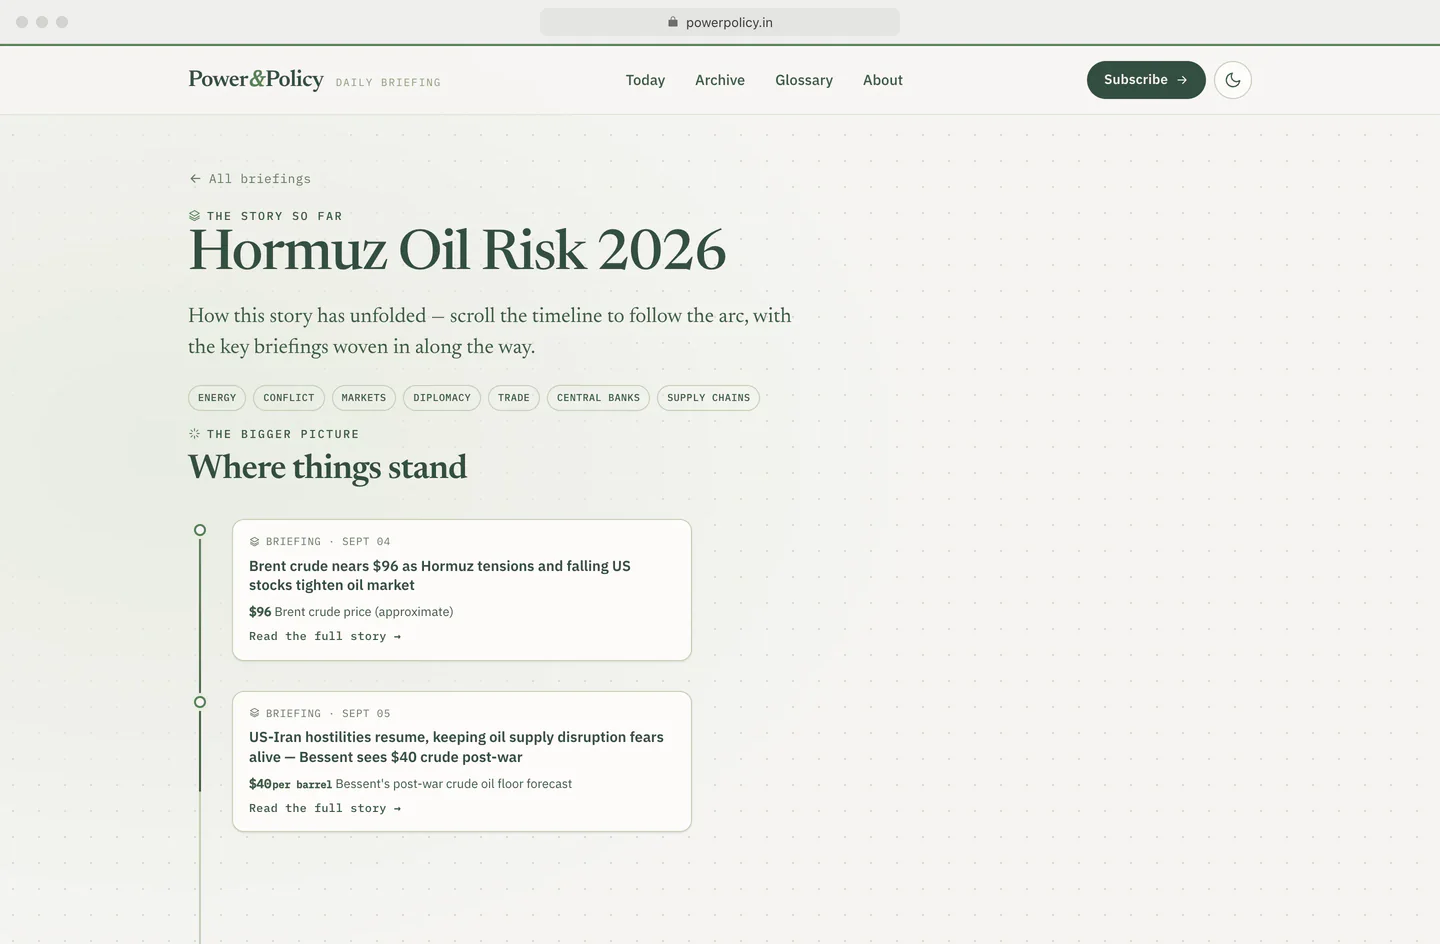 powerpolicy.in
Power&Policy DAILY BRIEFING
Today Archive Glossary About
Subscribe →
← All briefings
THE STORY SO FAR
Hormuz Oil Risk 2026
How this story has unfolded — scroll the timeline to follow the arc, with
the key briefings woven in along the way.
ENERGY CONFLICT MARKETS DIPLOMACY TRADE CENTRAL BANKS SUPPLY CHAINS
THE BIGGER PICTURE
Where things stand
BRIEFING · SEPT 04
Brent crude nears $96 as Hormuz tensions and falling US
stocks tighten oil market
$96 Brent crude price (approximate)
Read the full story →
BRIEFING · SEPT 05
US-Iran hostilities resume, keeping oil supply disruption fears
alive — Bessent sees $40 crude post-war
$40per barrel Bessent's post-war crude oil floor forecast
Read the full story →